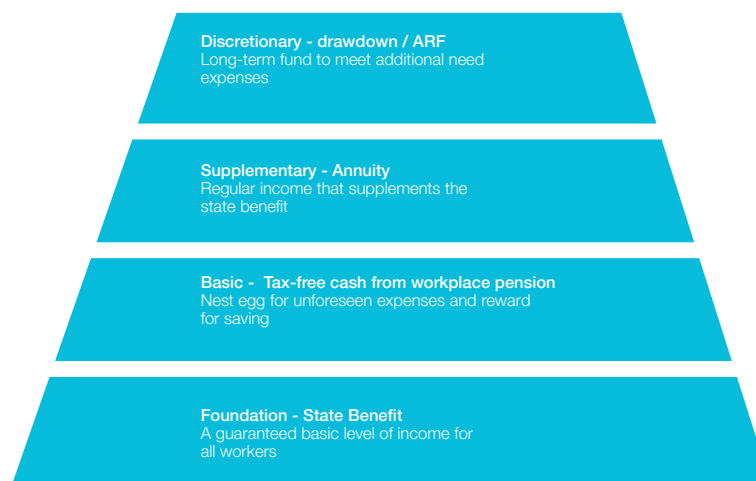 Discretionary - drawdown / ARF
Long-term fund to meet additional need
expenses
Supplementary - Annuity
Regular income that supplements the
state benefit
Basic -  Tax-free cash from workplace pension
Nest egg for unforeseen expenses and reward
for saving
Foundation - State Benefit
A guaranteed basic level of income for
all workers